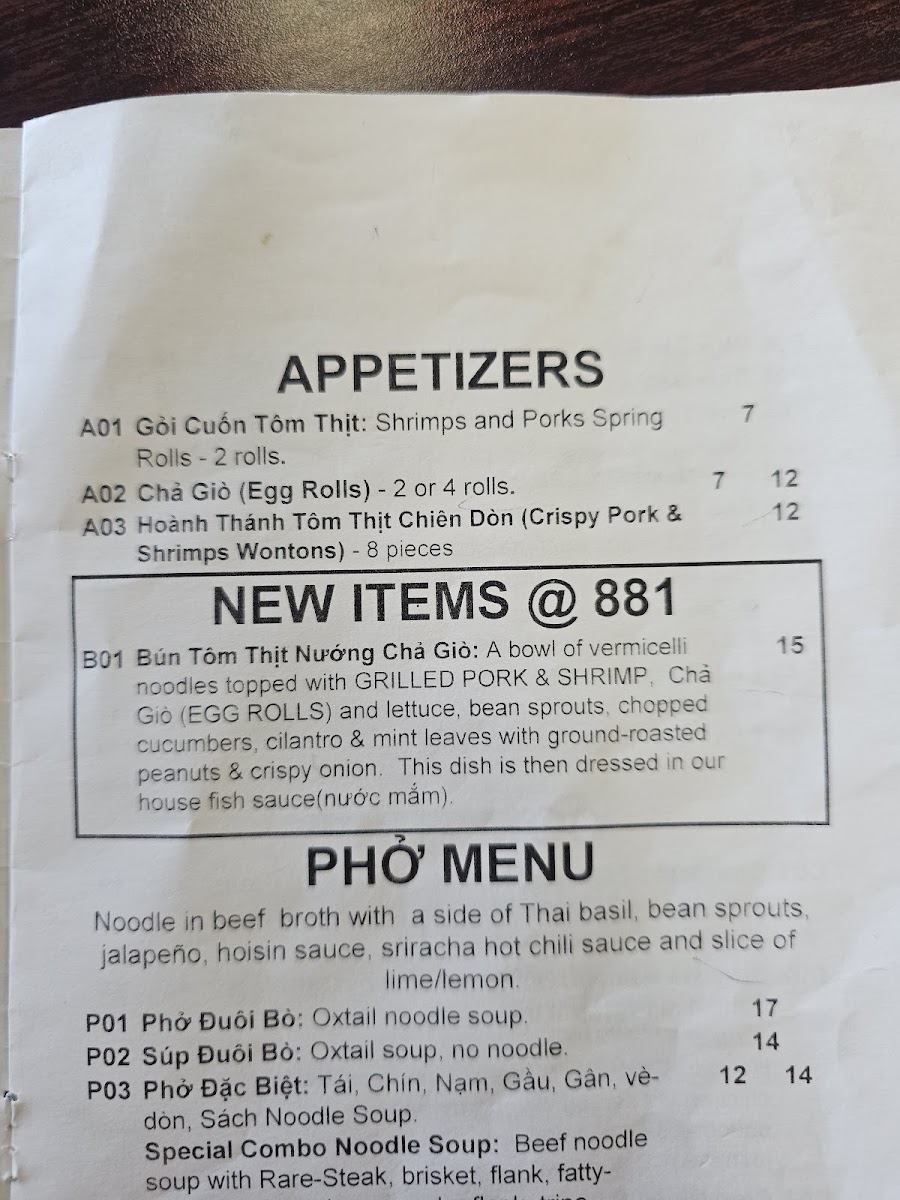 APPETIZERS
A01 Gỏi Cuốn Tôm Thịt: Shrimps and Porks Spring 7
Rolls - 2 rolls.
A02 Chả Giò (Egg Rolls) - 2 or 4 rolls. 7 12
A03 Hoành Thánh Tôm Thịt Chiên Dòn (Crispy Pork & 12
Shrimps Wontons) - 8 pieces
NEW ITEMS @ 881
B01 Bún Tôm Thịt Nướng Chả Giò: A bowl of vermicelli 15
noodles topped with GRILLED PORK & SHRIMP, Chả
Giò (EGG ROLLS) and lettuce, bean sprouts, chopped
cucumbers, cilantro & mint leaves with ground-roasted
peanuts & crispy onion. This dish is then dressed in our
house fish sauce(nước mắm).
PHỞ MENU
Noodle in beef broth with a side of Thai basil, bean sprouts,
jalapeño, hoisin sauce, sriracha hot chili sauce and slice of
lime/lemon.
P01 Phở Đuôi Bò: Oxtail noodle soup. 17
P02 Súp Đuôi Bò: Oxtail soup, no noodle. 14
P03 Phở Đặc Biệt: Tái, Chín, Nạm, Gầu, Gân, vè- 12 14
dòn, Sách Noodle Soup.
Special Combo Noodle Soup: Beef noodle
soup with Rare-Steak, brisket, flank, fatty-